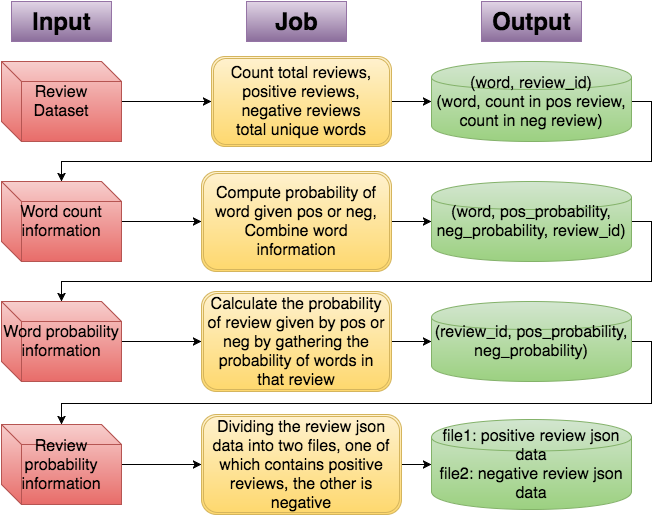 Input
Job
Output
Review
Dataset
Count total reviews,
positive reviews,
negative reviews
total unique words
(word, review_id)
(word, count in pos review,
count in neg review)
Word count
information
Compute probability of
word given pos or neg,
Combine word
information
(word, pos_probability,
neg_probability, review_id)
Word probability
information
Calculate the probability
of review given by pos or
neg by gathering the
probability of words in
that review
(review_id, pos_probability,
neg_probability)
Review
probability
information
Dividing the review json
data into two files, one of
which contains positive
reviews, the other is
negative
file1: positive review json
data
file2: negative review json
data